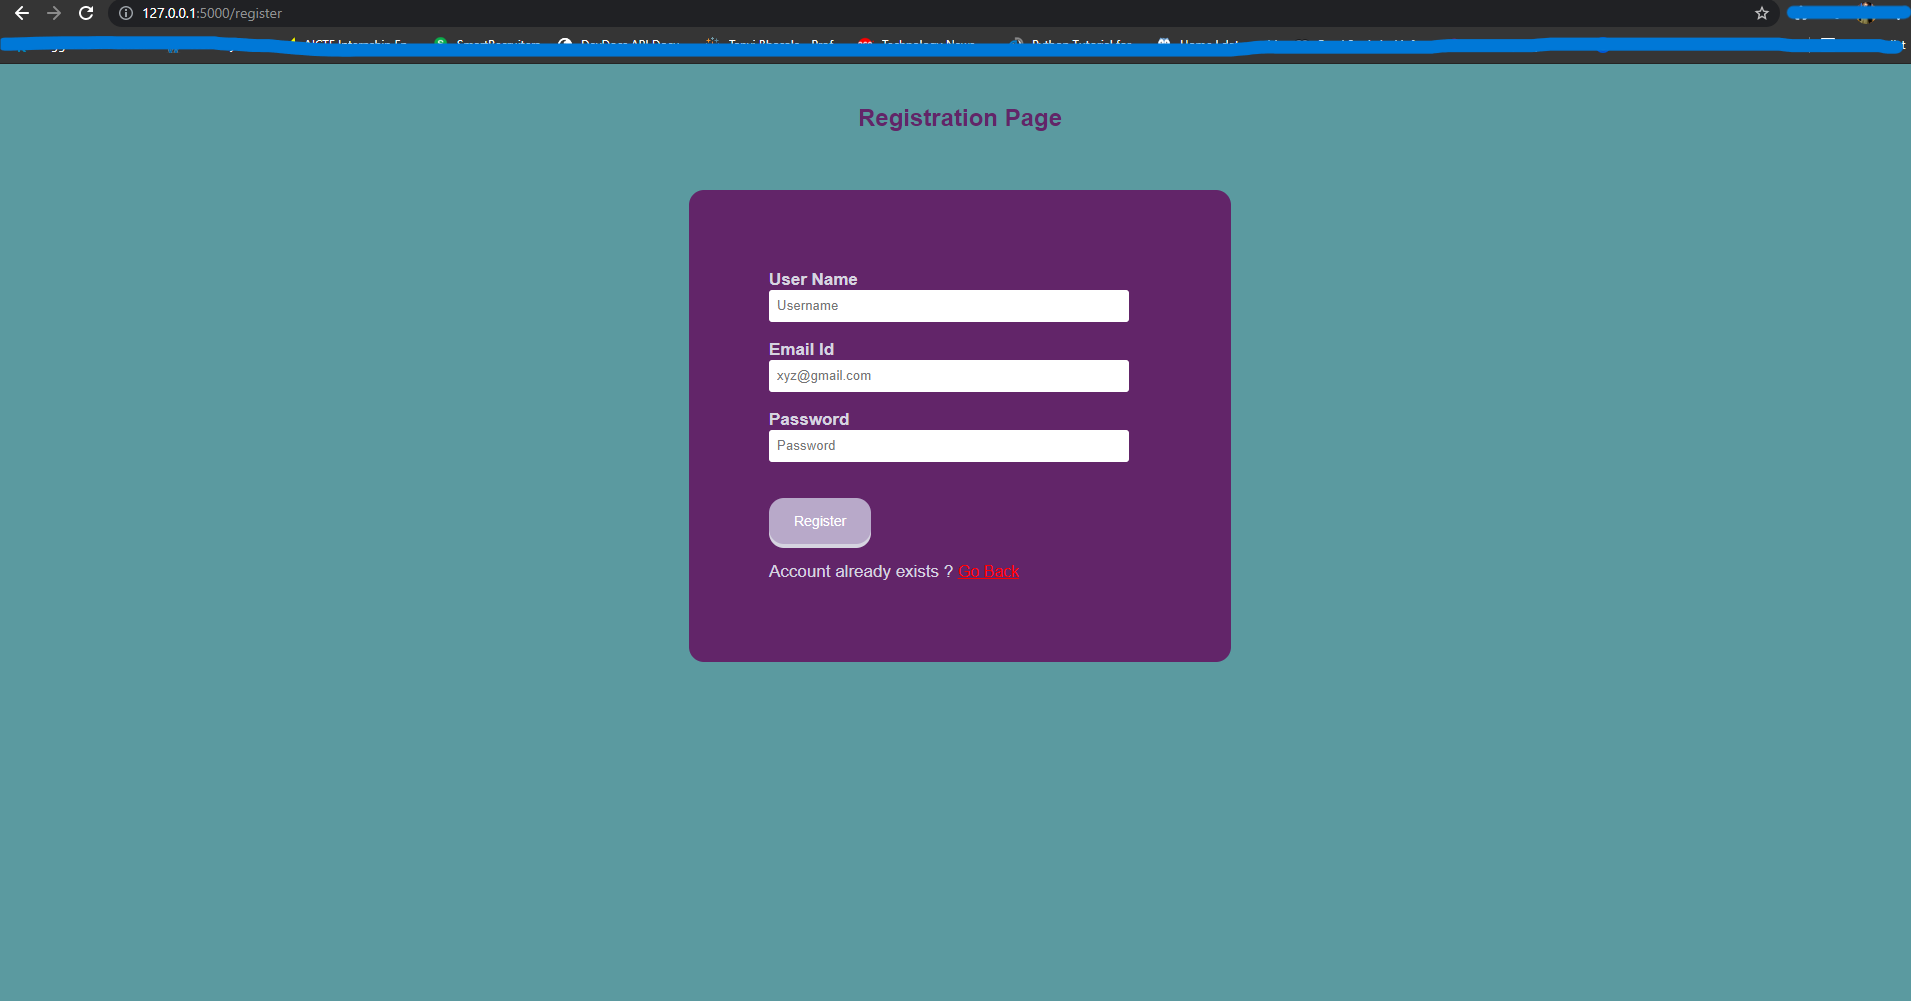 127.0.0.1:5000/register
Registration Page
User Name
Username
Email Id
xyz@gmail.com
Password
Password
Register
Account already exists ? Go Back